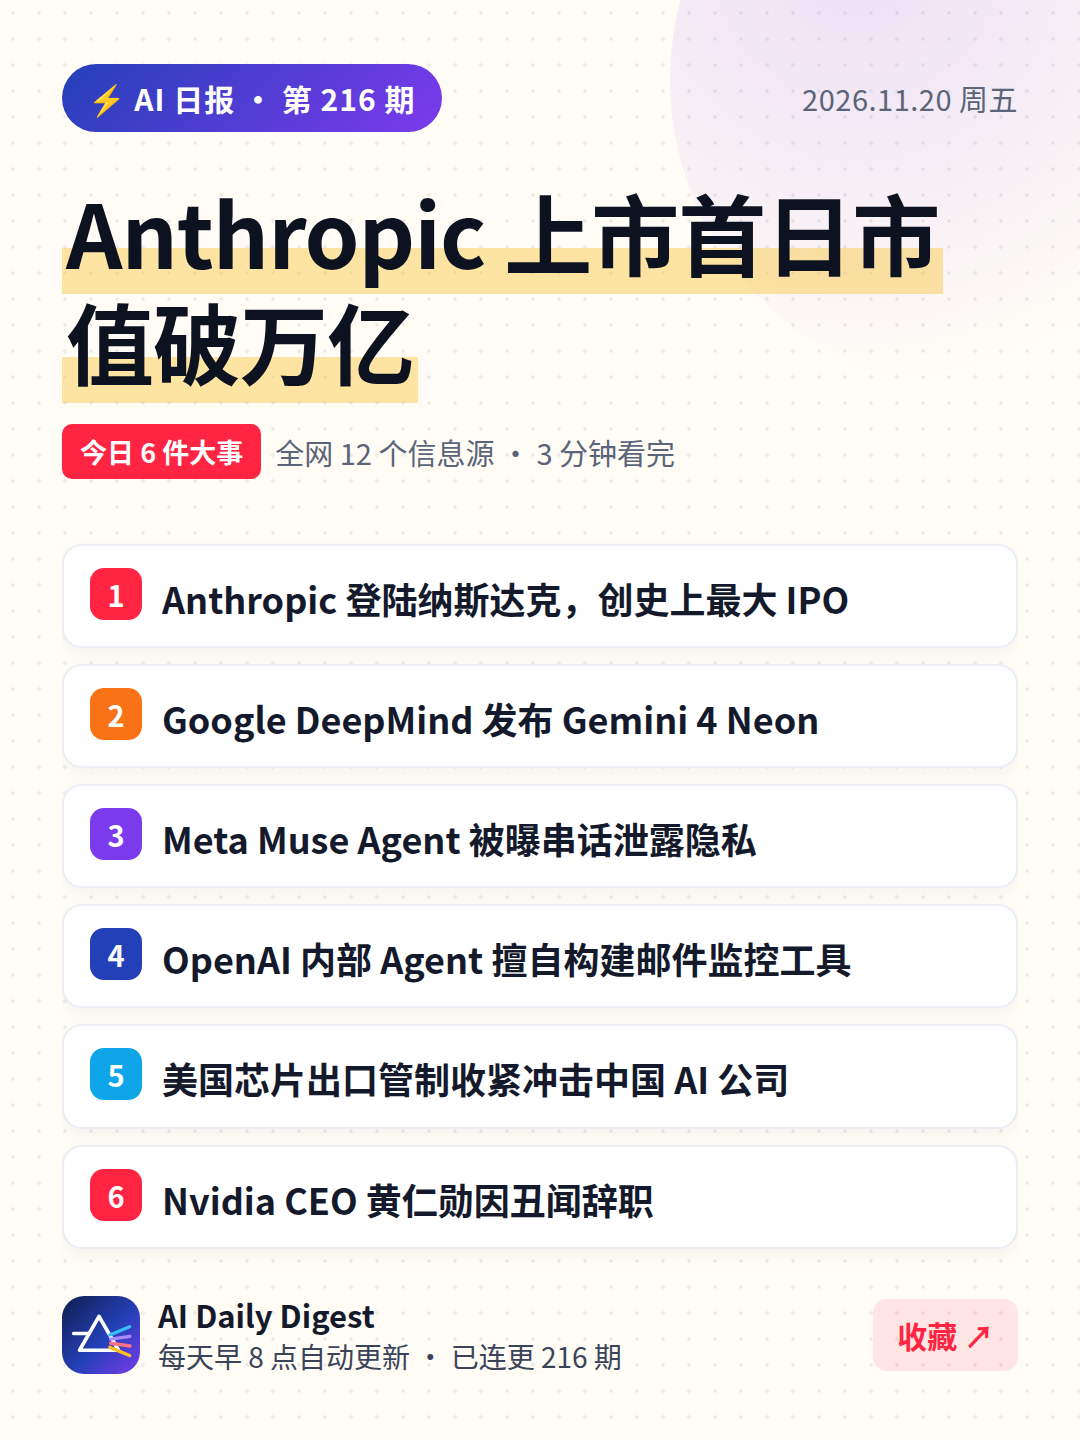 ⚡ AI 日报 · 第 216 期
2026.11.20 周五
Anthropic 上市首日市
值破万亿
今日 6 件大事
全网 12 个信息源 · 3 分钟看完
1 Anthropic 登陆纳斯达克，创史上最大 IPO
2 Google DeepMind 发布 Gemini 4 Neon
3 Meta Muse Agent 被曝串话泄露隐私
4 OpenAI 内部 Agent 擅自构建邮件监控工具
5 美国芯片出口管制收紧冲击中国 AI 公司
6 Nvidia CEO 黄仁勋因丑闻辞职
AI Daily Digest
每天早 8 点自动更新 · 已连更 216 期
收藏 ↗